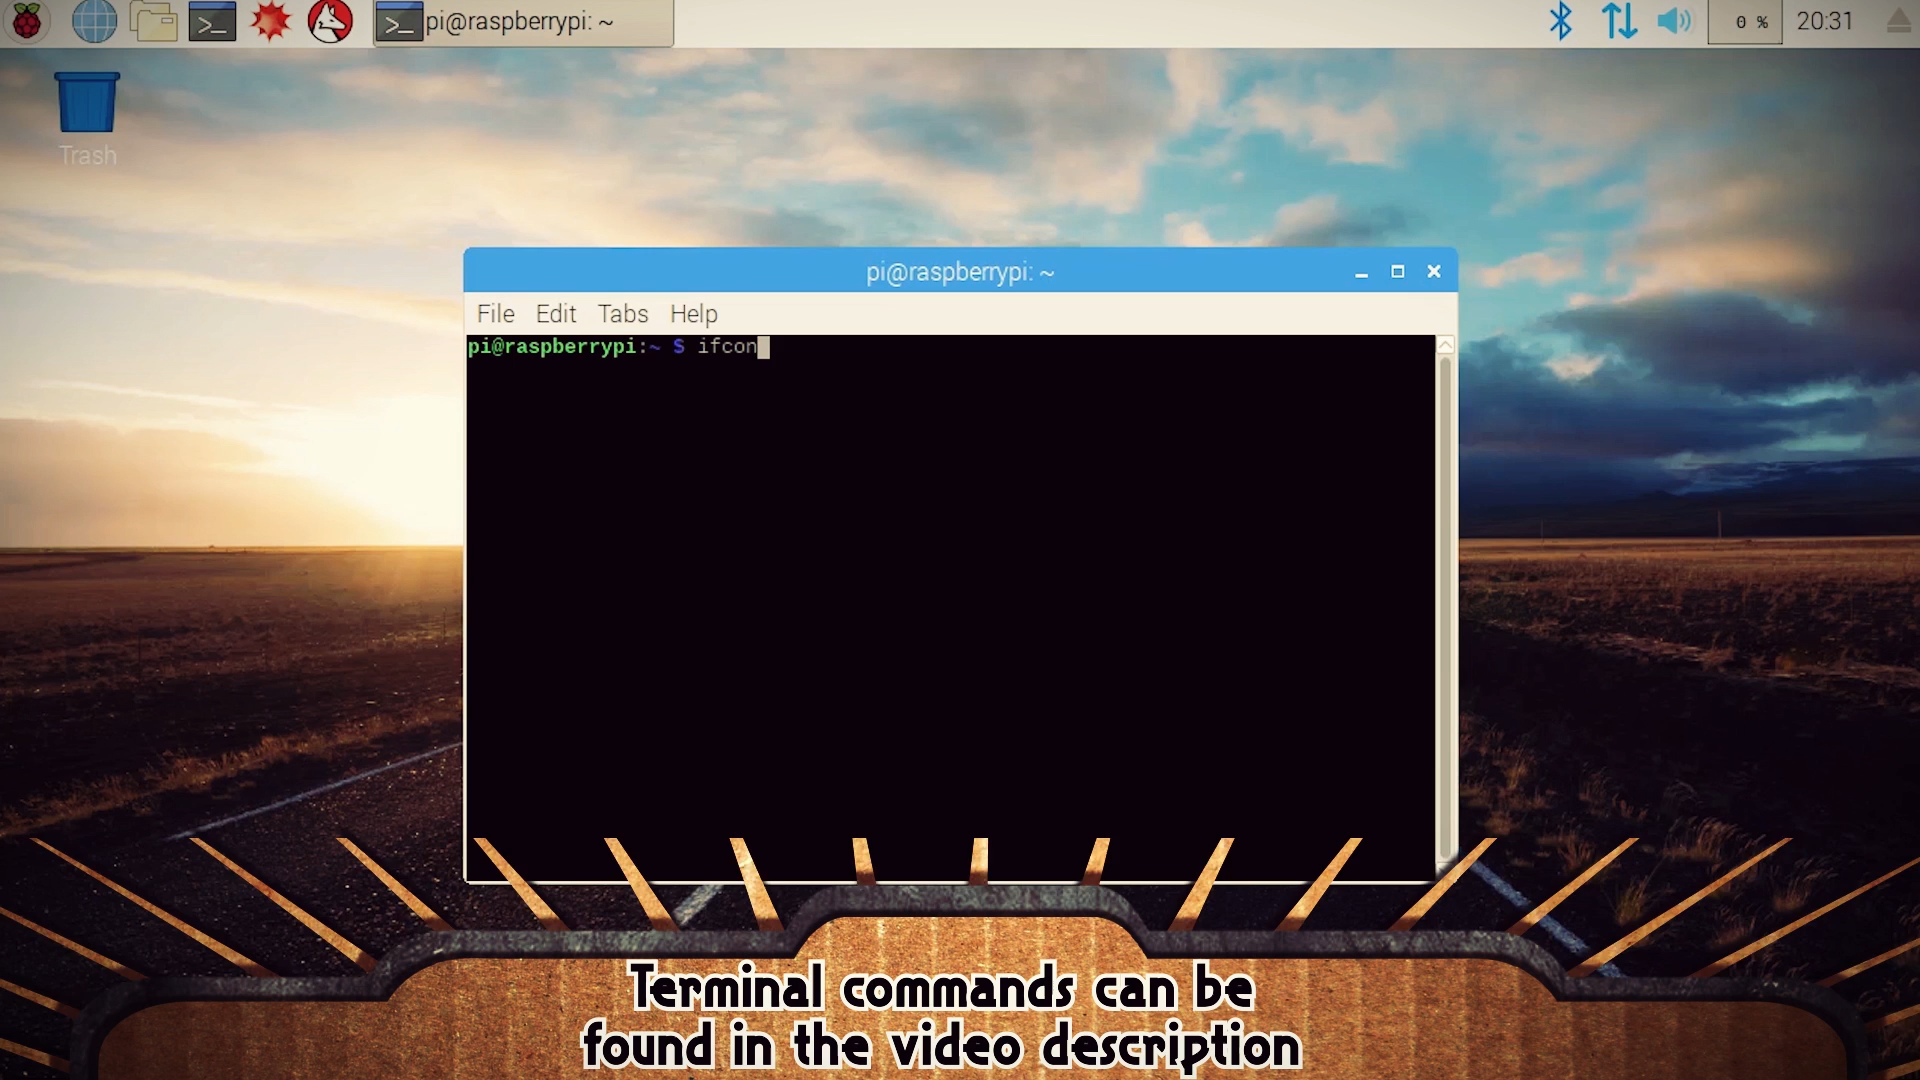 pi@raspberrypi: ~
0 %
20:31
Trash
pi@raspberrypi: ~
File Edit Tabs Help
pi@raspberrypi:~ $ ifcon
Terminal commands can be
found in the video description